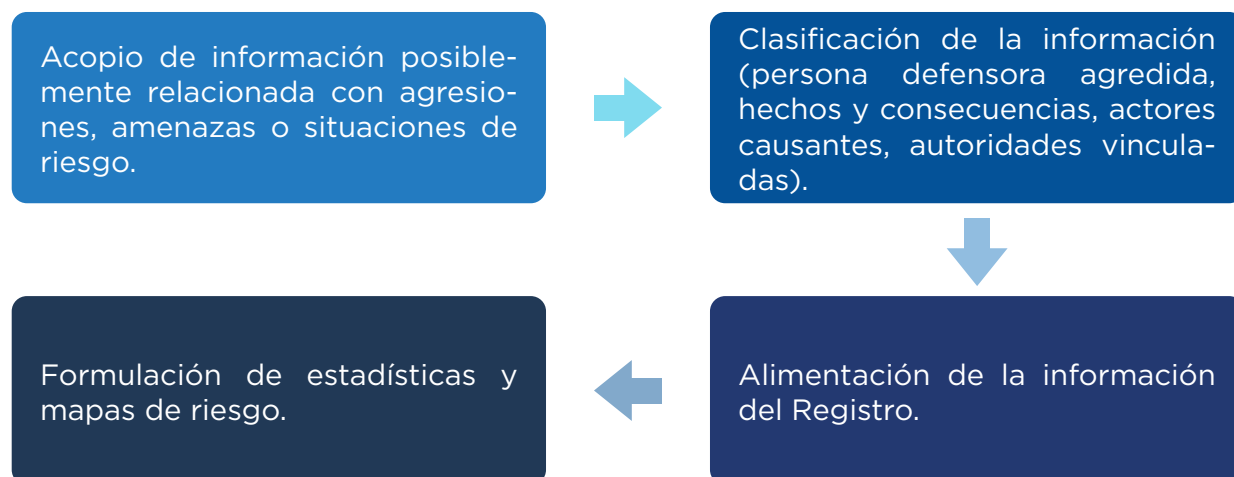 Acopio de información posible-
mente relacionada con agresio-
nes, amenazas o situaciones de
riesgo.
Clasificación de la información
(persona defensora agredida,
hechos y consecuencias, actores
causantes, autoridades vincula-
das).
Alimentación de la información
del Registro.
Formulación de estadísticas y
mapas de riesgo.